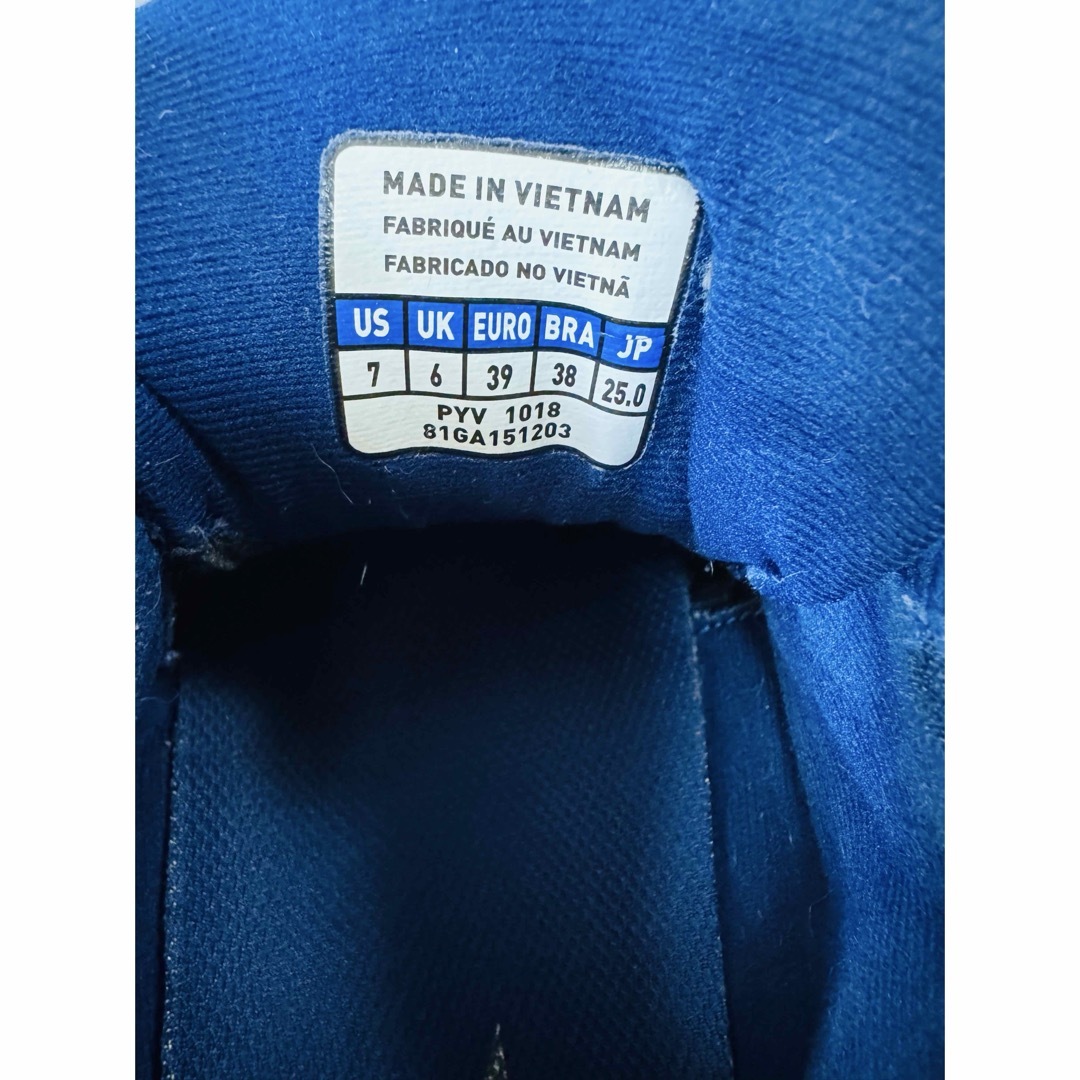 MADE IN VIETNAM
FABRIQUÉ AU VIETNAM
FABRICADO NO VIETNÃ
US UK EURO BRA JP
7 6 39 38 25.0
PYV 1018
81GA151203